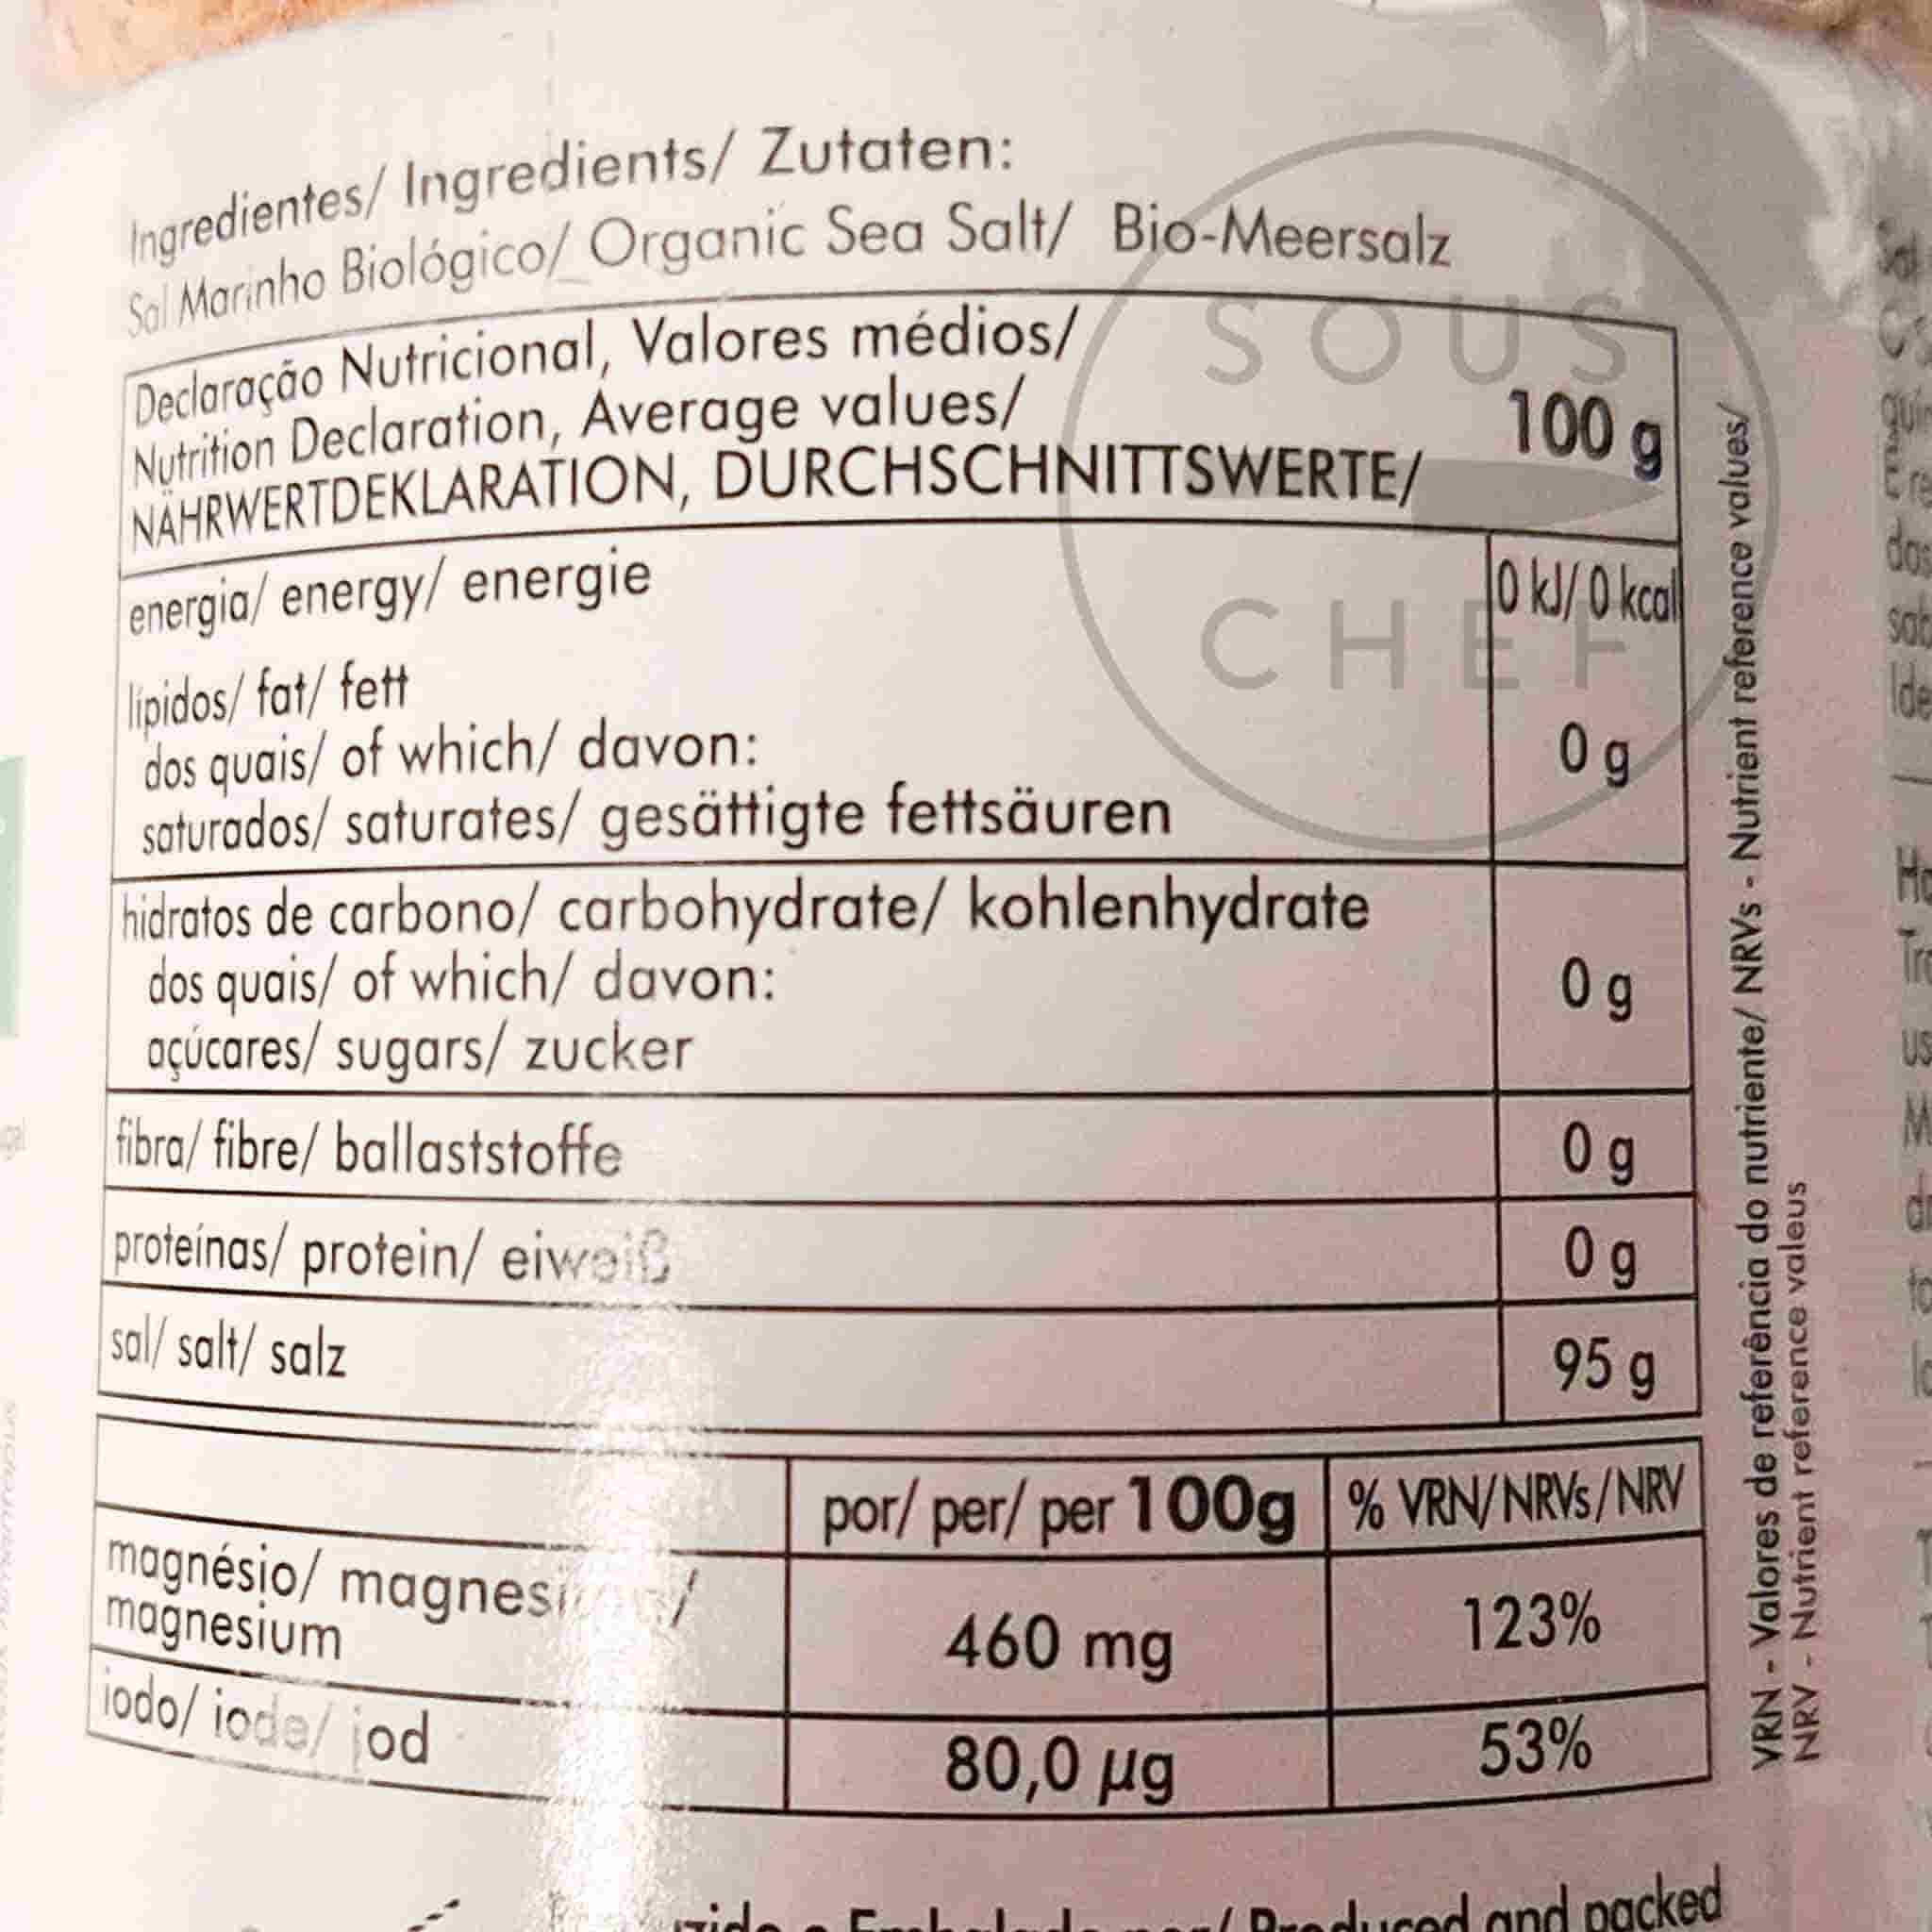 Ingredientes/ Ingredients/ Zutaten:
Sal Marinho Biológico/ Organic Sea Salt/ Bio-Meersalz
SOUS
CHEF
Declaração Nutricional, Valores médios/
Nutrition Declaration, Average values/
NÄHRWERTDEKLARATION, DURCHSCHNITTSWERTE/
100 g
energia/ energy/ energie 0 kJ/ 0 kcal
lípidos/ fat/ fett
dos quais/ of which/ davon: 0 g
saturados/ saturates/ gesättigte fettsäuren
hidratos de carbono/ carbohydrate/ kohlenhydrate
dos quais/ of which/ davon: 0 g
açúcares/ sugars/ zucker
fibra/ fibre/ ballaststoffe 0 g
proteínas/ protein/ eiweiß 0 g
sal/ salt/ salz 95 g
por/ per/ per 100g % VRN/NRVs/NRV
magnésio/ /
magnesium 460 mg 123%
iodo/ iode/ jod 80,0 µg 53%
VRN - Valores de referência do nutriente/ NRVs - Nutrient reference values/
NRV - Nutrient reference valeus
/ Produced and packed